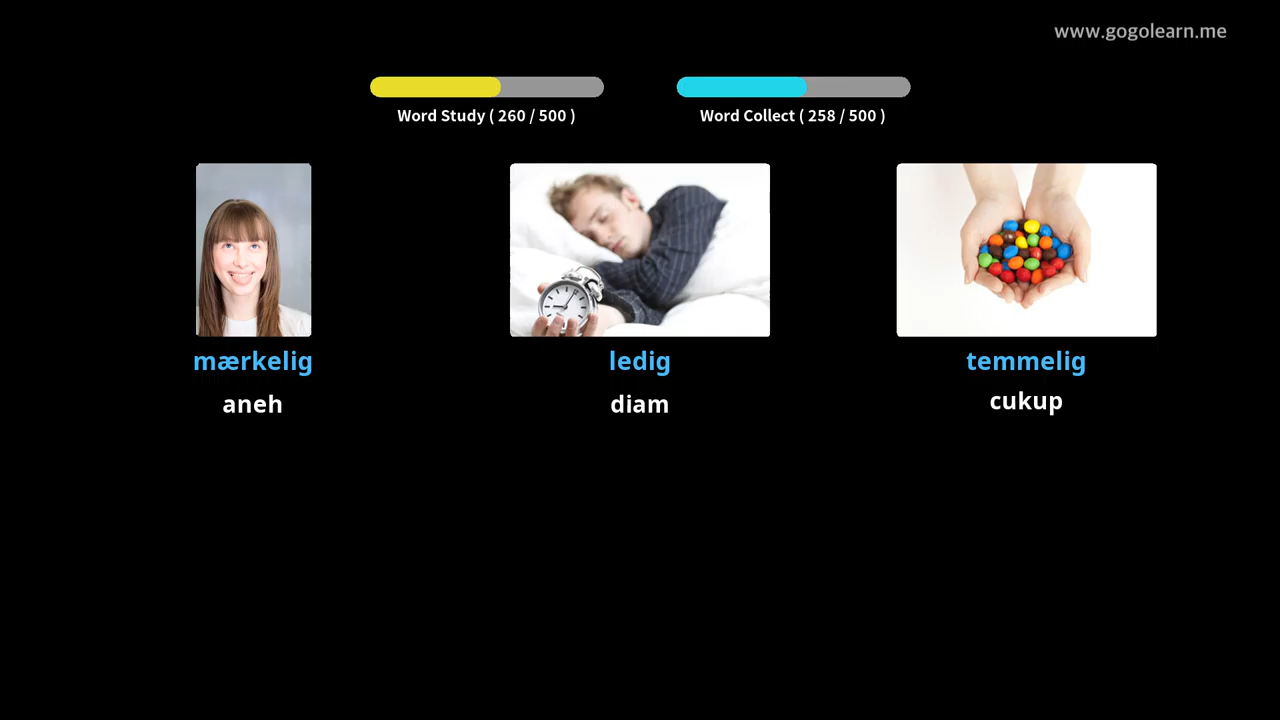 www.gogolearn.me
Word Study ( 260 / 500 )
Word Collect ( 258 / 500 )
mærkelig
aneh
ledig
diam
temmelig
cukup